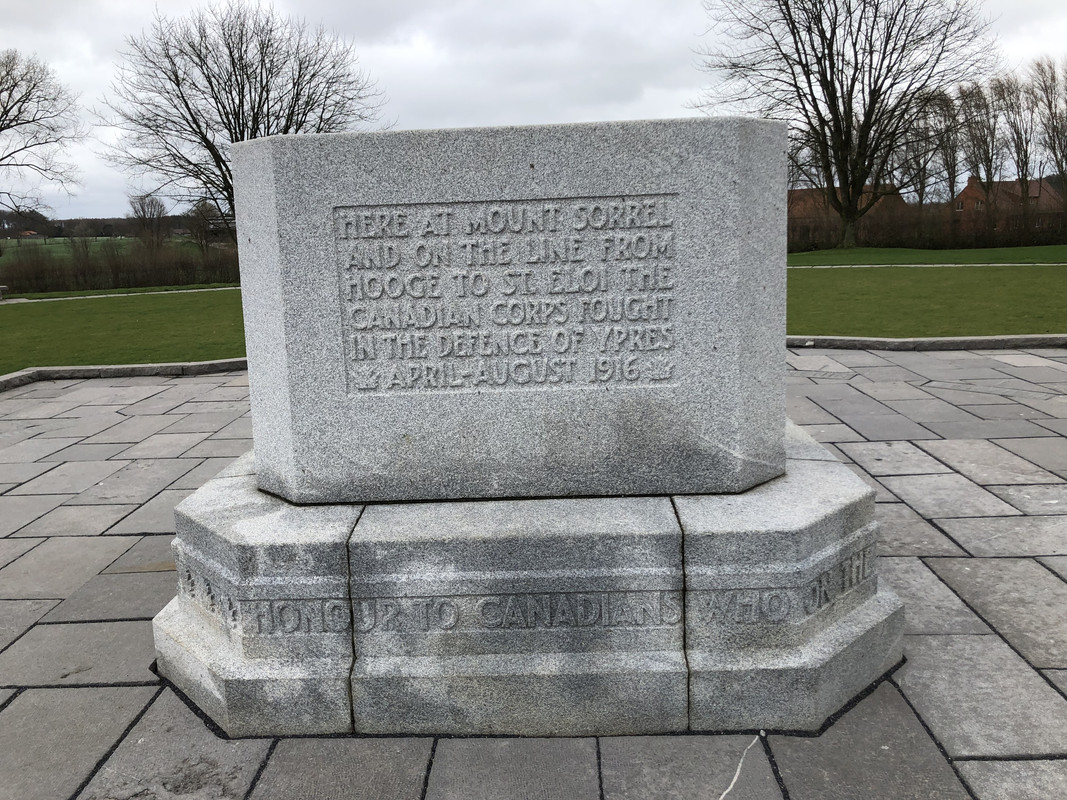 HERE AT MOUNT SORREL
AND ON THE LINE FROM
HOOGE TO ST. ELOI THE
CANADIAN CORPS FOUGHT
IN THE DEFENCE OF YPRES
APRIL-AUGUST 1916
HONOUR TO CANADIANS WHO ON THE